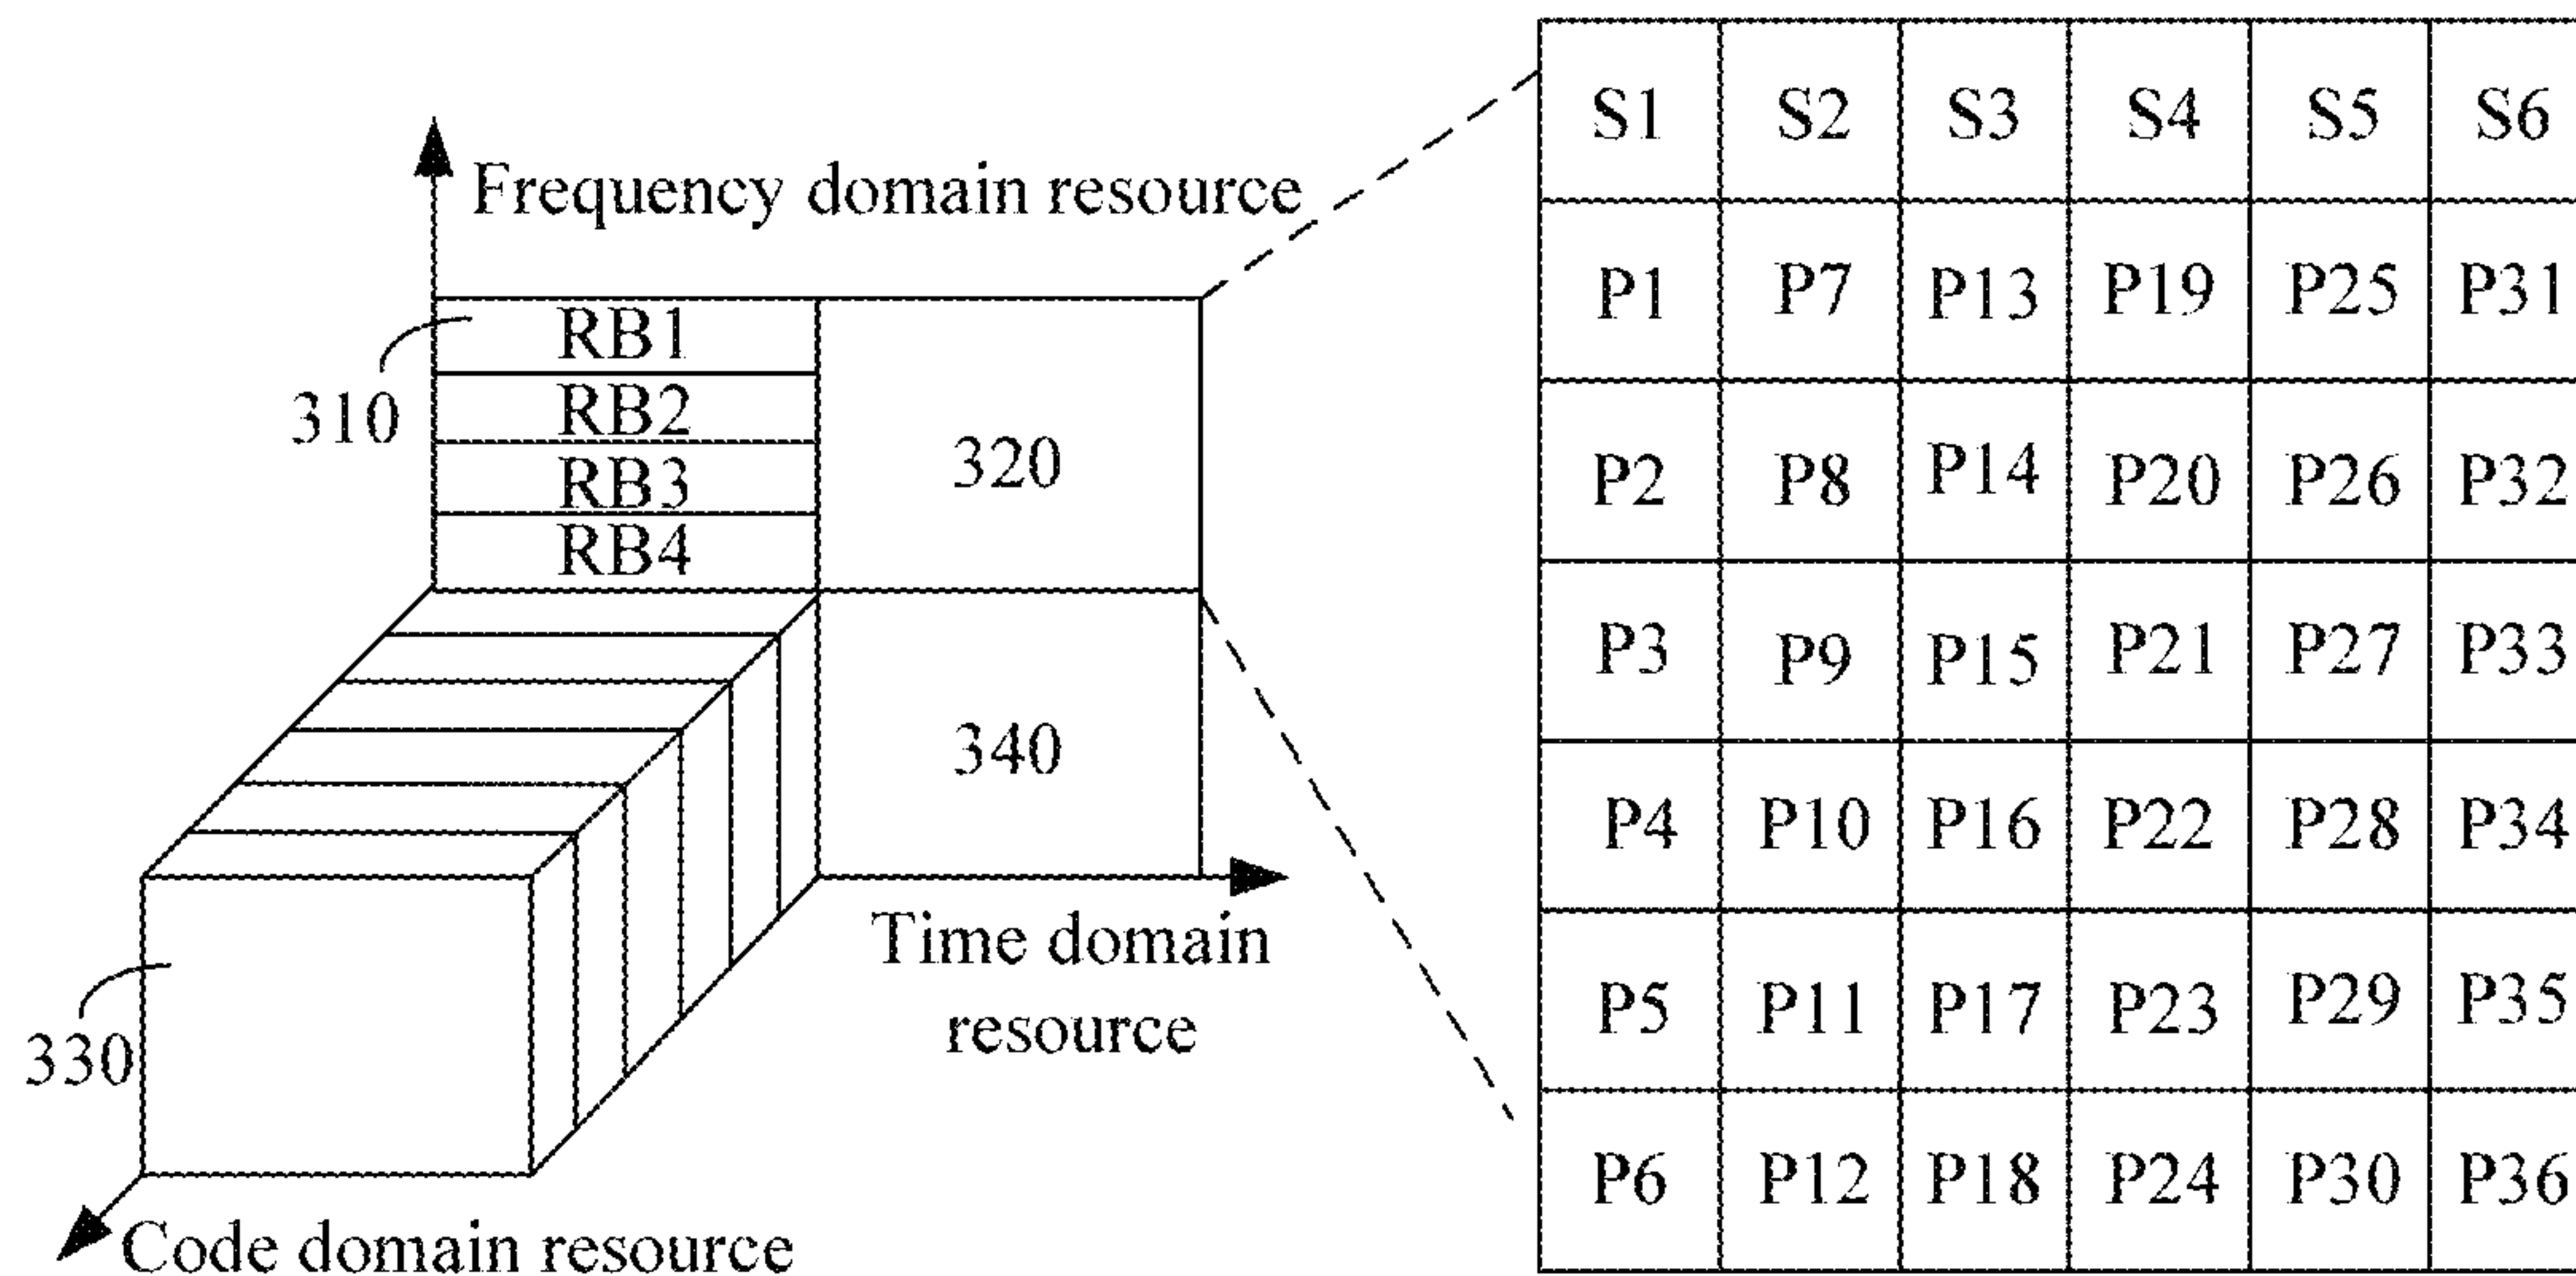 Frequency domain resource
RB1
RB2
RB3
RB4
310
320
340
330
Time domain
resource
Code domain resource
S1 S2 S3 S4 S5 S6
P1 P7 P13 P19 P25 P31
P2 P8 P14 P20 P26 P32
P3 P9 P15 P21 P27 P33
P4 P10 P16 P22 P28 P34
P5 P11 P17 P23 P29 P35
P6 P12 P18 P24 P30 P36